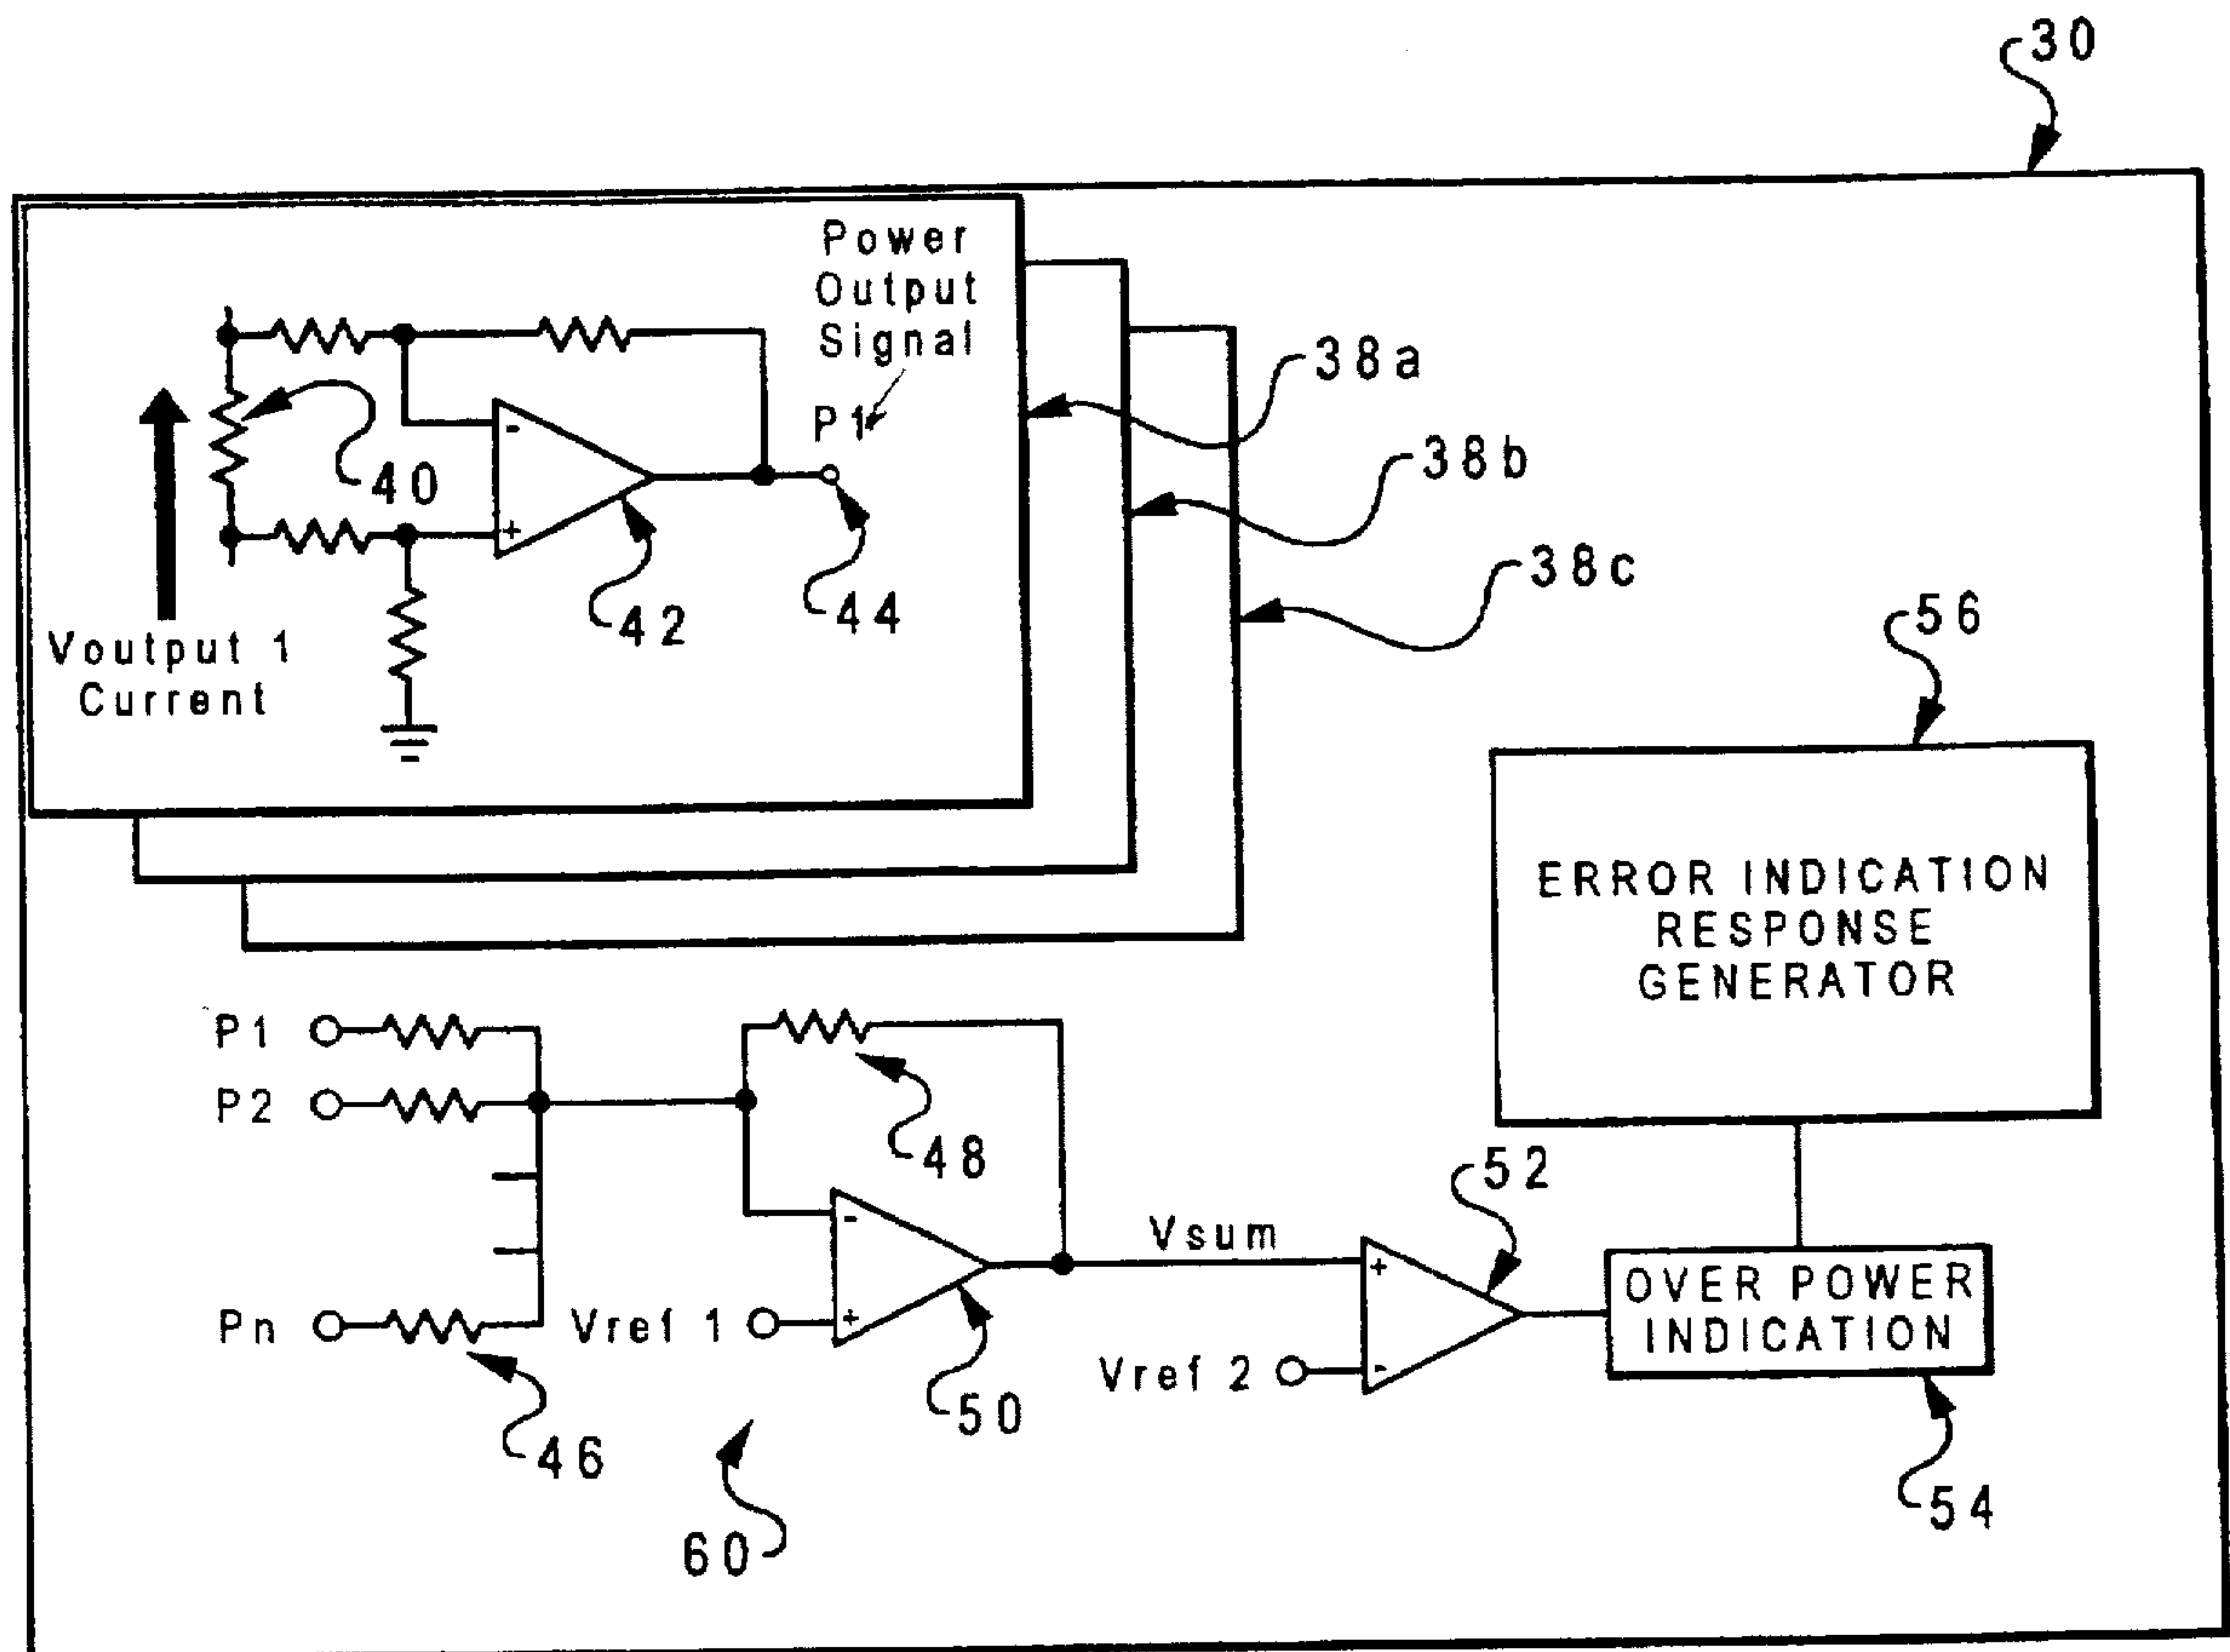 30
Power
Output
Signal
P1
38a
38b
38c
40
42
44
Voutput 1
Current
-
+
56
ERROR INDICATION
RESPONSE
GENERATOR
P1
P2
Pn
46
48
-
+
Vref 1
50
60
Vsum
52
+
-
Vref 2
OVER POWER
INDICATION
54